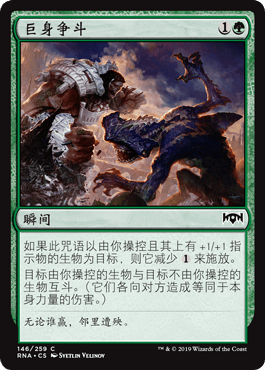 巨身争斗 1
瞬间
如果此咒语以由你操控且其上有 +1/+1 指
示物的生物为目标，则它减少 1 来施放。
目标由你操控的生物与目标不由你操控的生
物互斗。（它们各向对方造成等同于本
身力量的伤害。）
无论谁赢，邻里遭殃。
146/259 C
RNA • CS SVETLIN VELINOV
™ & © 2019 Wizards of the Coast